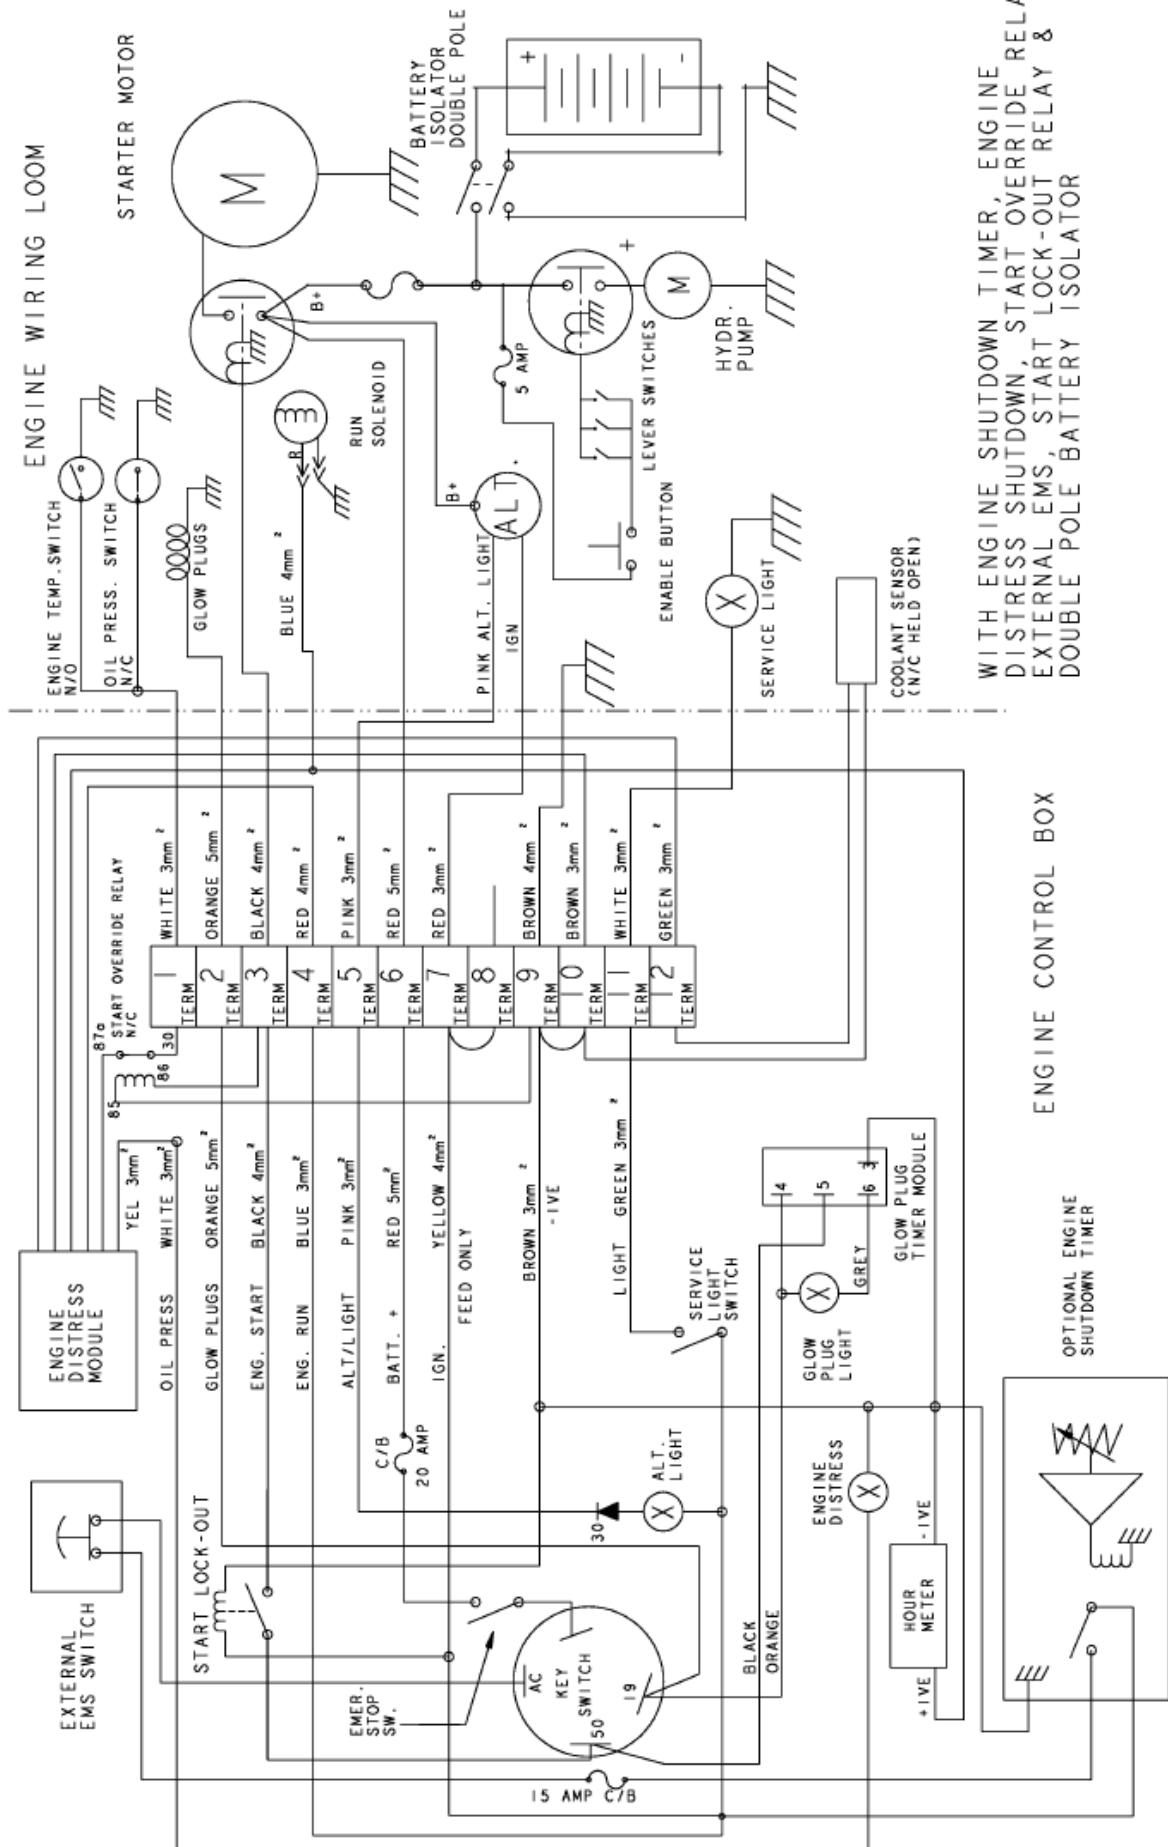 ENGINE WIRING LOOM
STARTER MOTOR
M
BATTERY
ISOLATOR
DOUBLE POLE
+
-
B+
ENGINE TEMP.SWITCH
N/O
OIL PRESS. SWITCH
N/C
GLOW PLUGS
BLUE 4mm²
R
RUN
SOLENOID
B+
ALT.
PINK ALT. LIGHT
IGN
5 AMP
+
M
HYDR.
PUMP
LEVER SWITCHES
ENABLE BUTTON
X
SERVICE LIGHT
COOLANT SENSOR
(N/C HELD OPEN)
WITH ENGINE SHUTDOWN TIMER, ENGINE
DISTRESS SHUTDOWN, START OVERRIDE RELA
EXTERNAL EMS, START LOCK-OUT RELAY &
DOUBLE POLE BATTERY ISOLATOR
WHITE 3mm²
ORANGE 5mm²
BLACK 4mm²
RED 4mm²
PINK 3mm²
RED 5mm²
RED 3mm²
BROWN 4mm²
BROWN 3mm²
WHITE 3mm²
GREEN 3mm²
TERM 1
TERM 2
TERM 3
TERM 4
TERM 5
TERM 6
TERM 7
TERM 8
TERM 9
TERM 10
TERM 11
TERM 12
87a
START OVERRIDE RELAY
N/C
30
86
85
ENGINE CONTROL BOX
ENGINE
DISTRESS
MODULE
YEL 3mm²
OIL PRESS WHITE 3mm²
GLOW PLUGS ORANGE 5mm²
ENG. START BLACK 4mm²
ENG. RUN BLUE 3mm²
ALT/LIGHT PINK 3mm²
BATT. + RED 5mm²
IGN. YELLOW 4mm²
FEED ONLY
BROWN 3mm²
-IVE
LIGHT GREEN 3mm²
SERVICE
LIGHT
SWITCH
4
5
6
3
GLOW PLUG
TIMER MODULE
GREY
X
GLOW
PLUG
LIGHT
OPTIONAL ENGINE
SHUTDOWN TIMER
EXTERNAL
EMS SWITCH
START LOCK-OUT
C/B
20 AMP
30
X
ALT.
LIGHT
ENGINE
DISTRESS
X
EMER.
STOP
SW.
AC
KEY
SWITCH
19
50
15 AMP C/B
BLACK
ORANGE
+IVE
HOUR
METER
-IVE